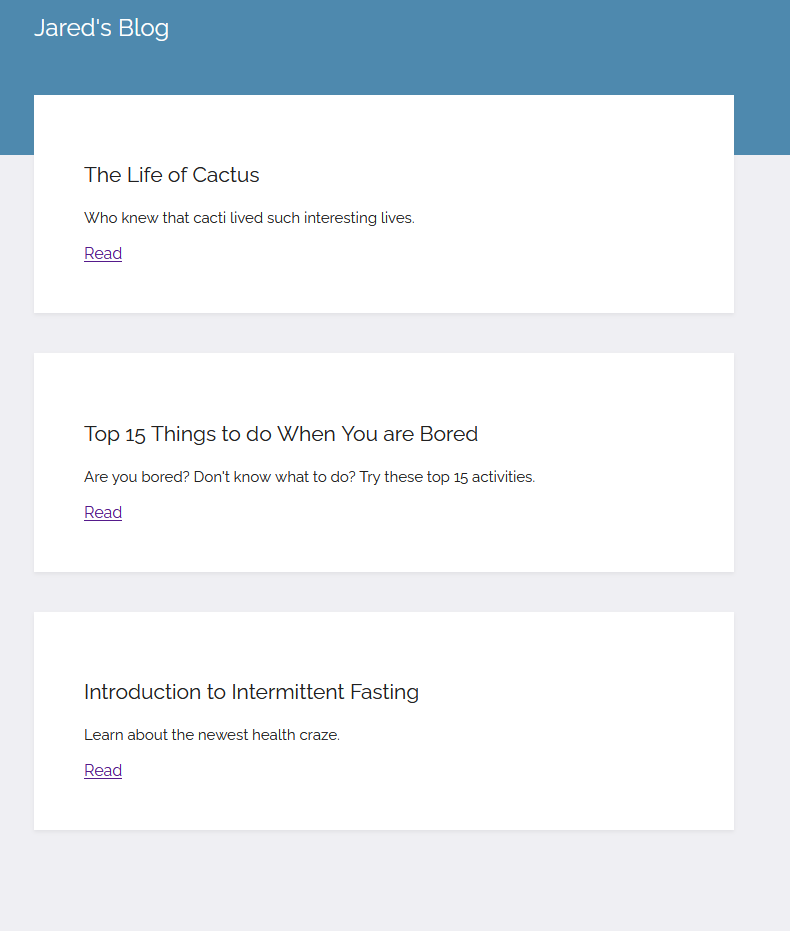 Jared's Blog
The Life of Cactus
Who knew that cacti lived such interesting lives.
Read
Top 15 Things to do When You are Bored
Are you bored? Don't know what to do? Try these top 15 activities.
Read
Introduction to Intermittent Fasting
Learn about the newest health craze.
Read